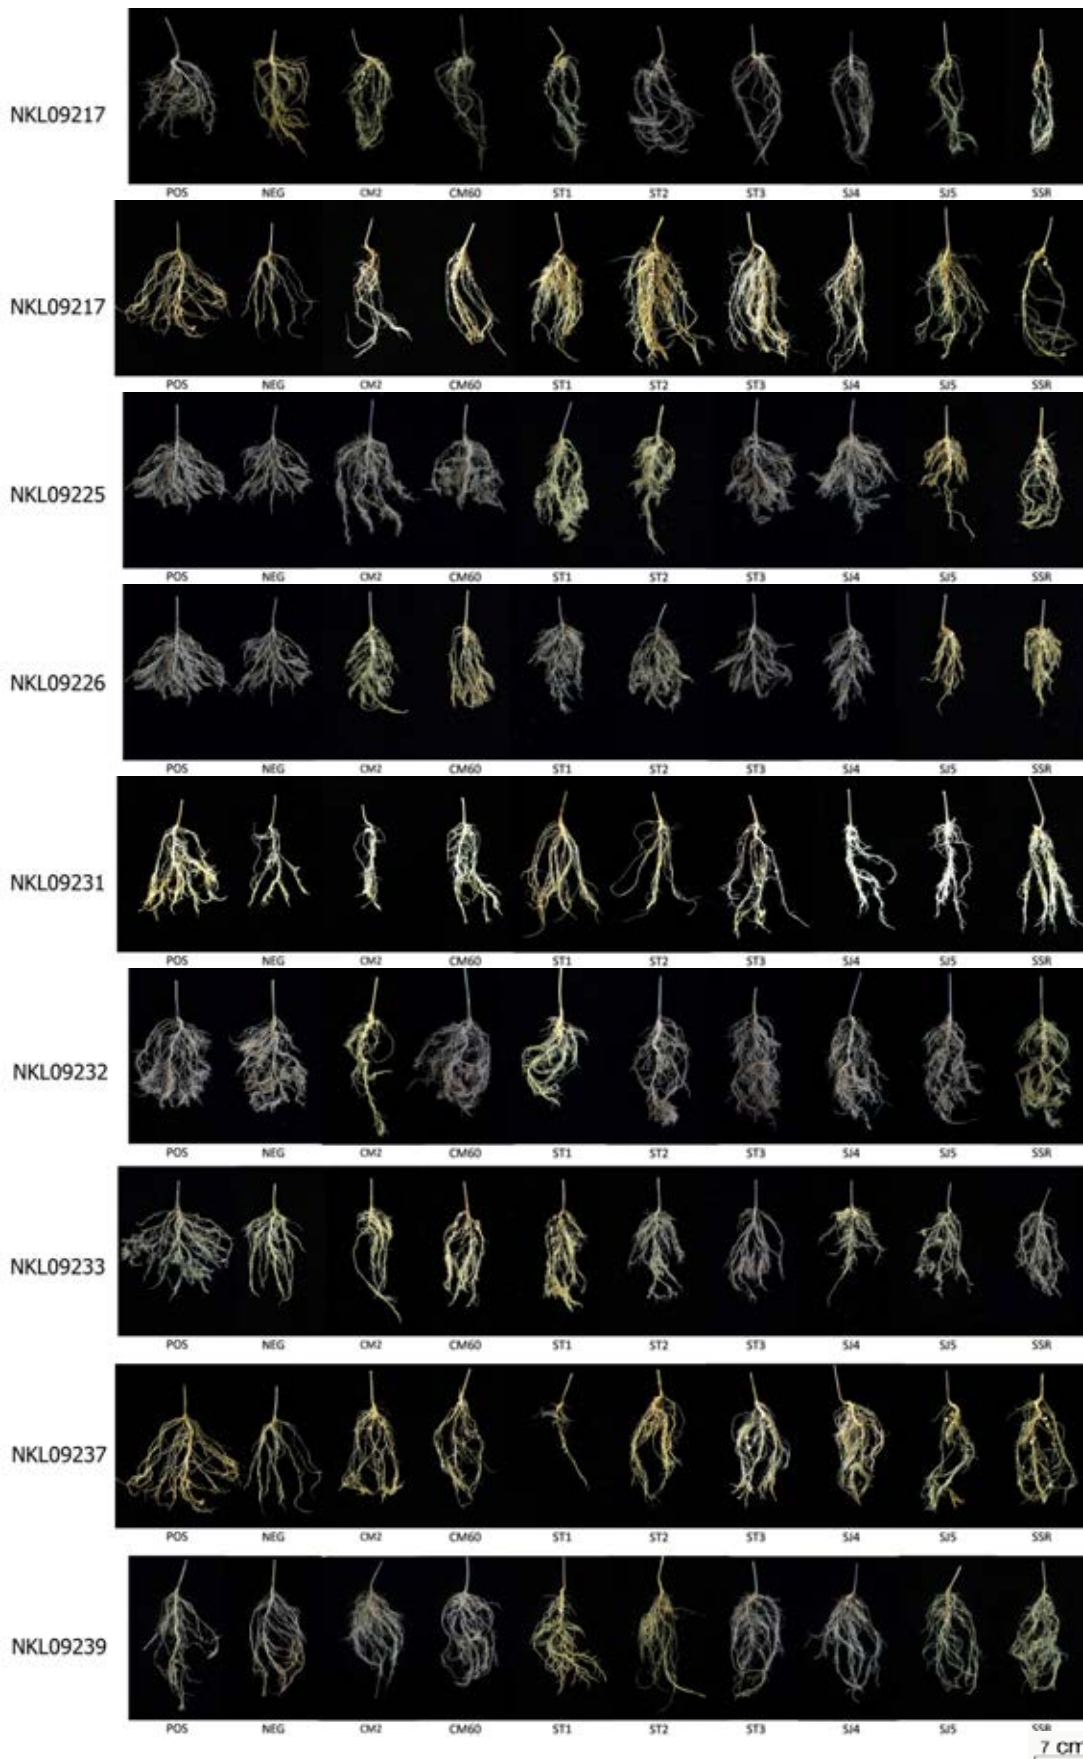 NKL09217
POS NEG CM2 CM60 ST1 ST2 ST3 SJ4 SJ5 SSR
NKL09217
POS NEG CM2 CM60 ST1 ST2 ST3 SJ4 SJ5 SSR
NKL09225
POS NEG CM2 CM60 ST1 ST2 ST3 SJ4 SJ5 SSR
NKL09226
POS NEG CM2 CM60 ST1 ST2 ST3 SJ4 SJ5 SSR
NKL09231
POS NEG CM2 CM60 ST1 ST2 ST3 SJ4 SJ5 SSR
NKL09232
POS NEG CM2 CM60 ST1 ST2 ST3 SJ4 SJ5 SSR
NKL09233
POS NEG CM2 CM60 ST1 ST2 ST3 SJ4 SJ5 SSR
NKL09237
POS NEG CM2 CM60 ST1 ST2 ST3 SJ4 SJ5 SSR
NKL09239
POS NEG CM2 CM60 ST1 ST2 ST3 SJ4 SJ5 SSR
7 cm